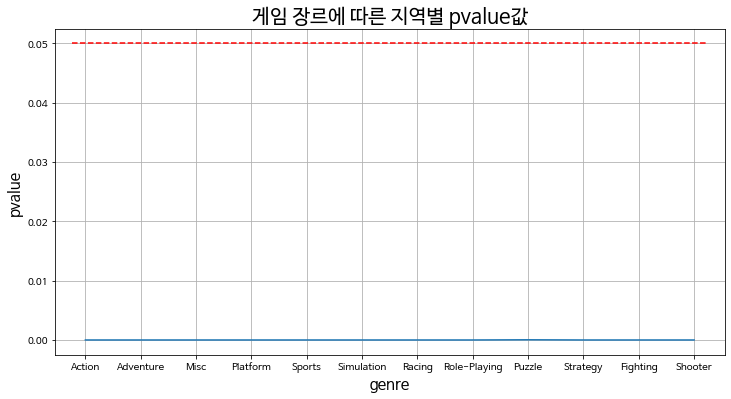 게임 장르에 따른 지역별 pvalue값
0.05
0.04
0.03
0.02
0.01
0.00
pvalue
Action Adventure Misc Platform Sports Simulation Racing Role-Playing Puzzle Strategy Fighting Shooter
genre